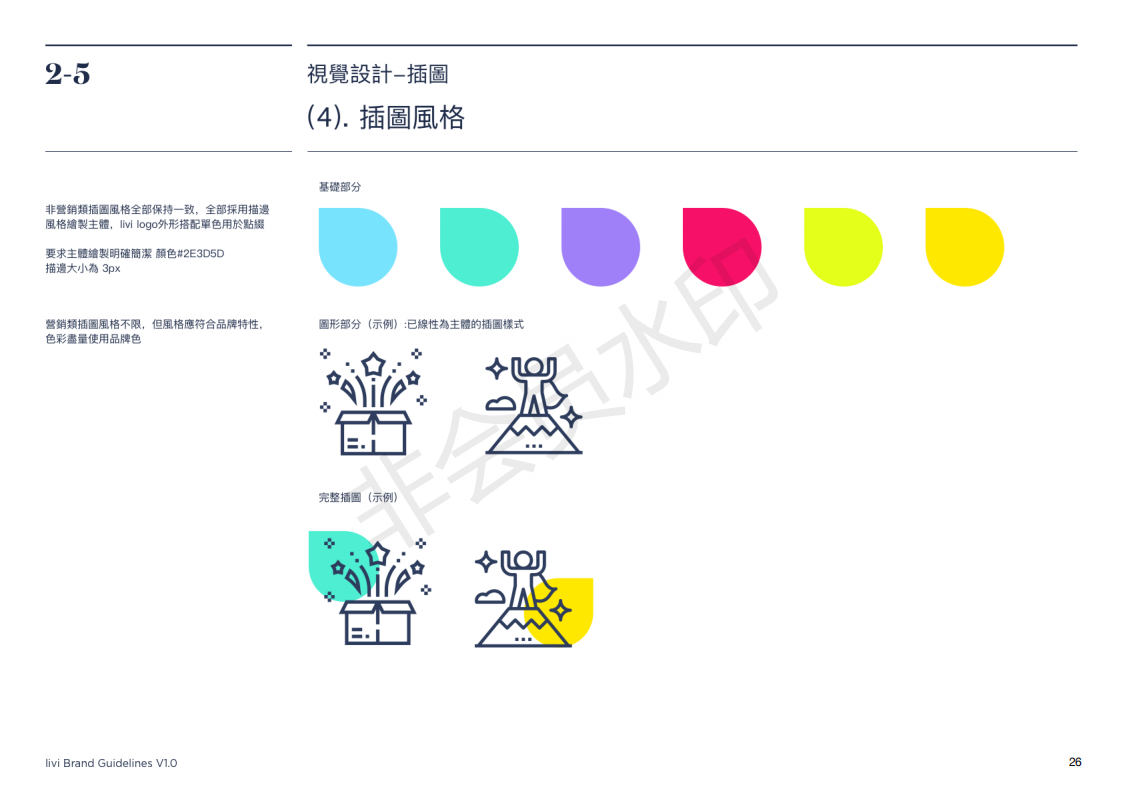 2-5
視覺設計–插圖
(4). 插圖風格
非營銷類插圖風格全部保持一致，全部採用描邊
風格繪製主體，livi logo外形搭配單色用於點綴
要求主體繪製明確簡潔 顏色#2E3D5D
描邊大小為 3px
營銷類插圖風格不限，但風格應符合品牌特性，
色彩盡量使用品牌色
基礎部分
圖形部分（示例）:已線性為主體的插圖樣式
完整插圖（示例）
非会员水印
livi Brand Guidelines V1.0
26